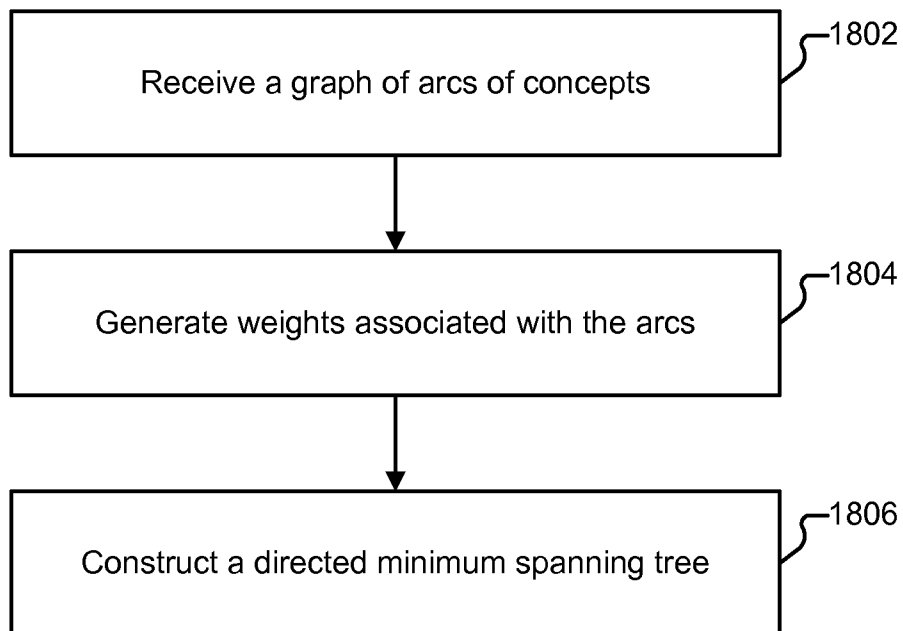 1802
Receive a graph of arcs of concepts
1804
Generate weights associated with the arcs
1806
Construct a directed minimum spanning tree